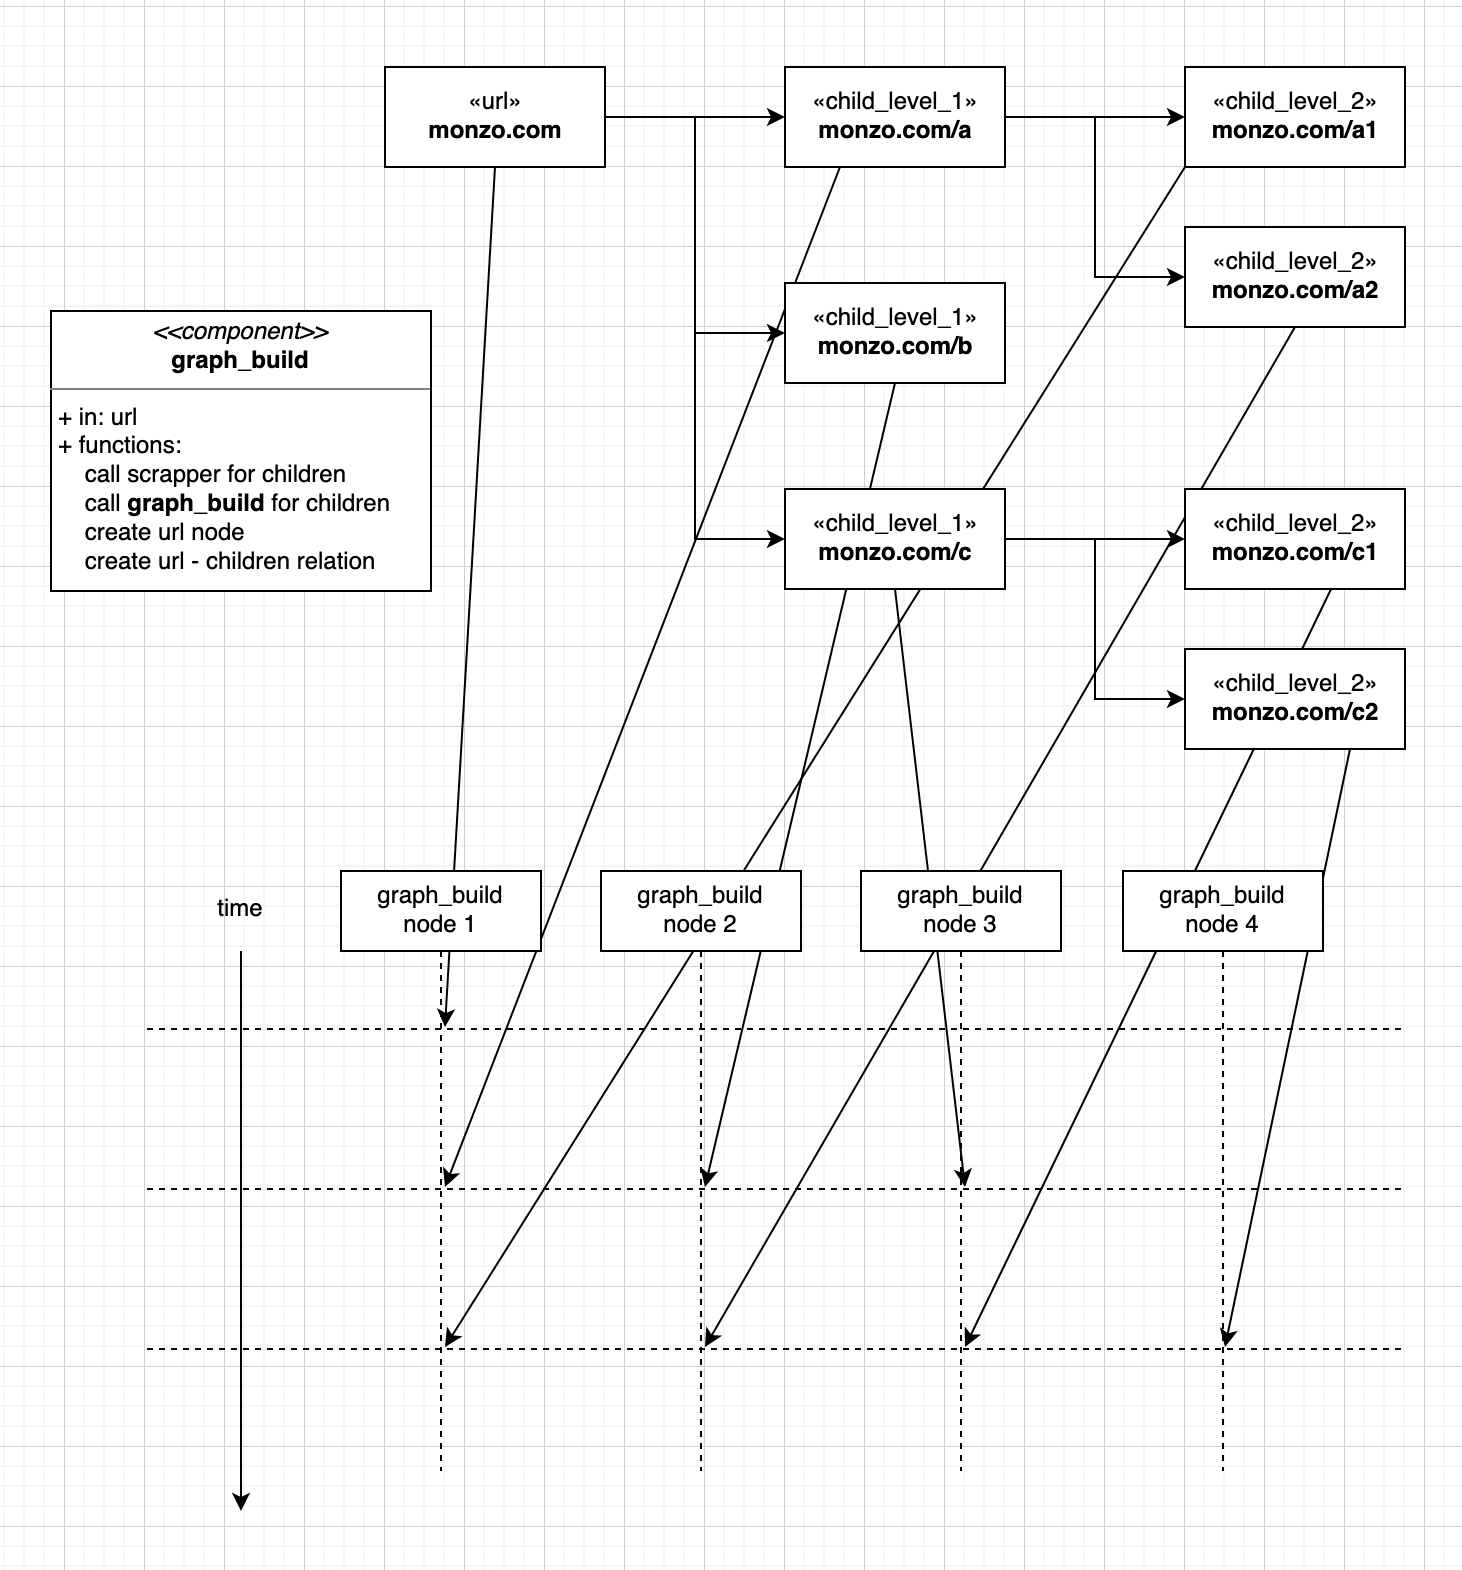 «url»
monzo.com
«child_level_1»
monzo.com/a
«child_level_2»
monzo.com/a1
«child_level_2»
monzo.com/a2
«child_level_1»
monzo.com/b
<<component>>
graph_build
+ in: url
+ functions:
call scrapper for children
call graph_build for children
create url node
create url - children relation
«child_level_1»
monzo.com/c
«child_level_2»
monzo.com/c1
«child_level_2»
monzo.com/c2
time
graph_build
node 1
graph_build
node 2
graph_build
node 3
graph_build
node 4